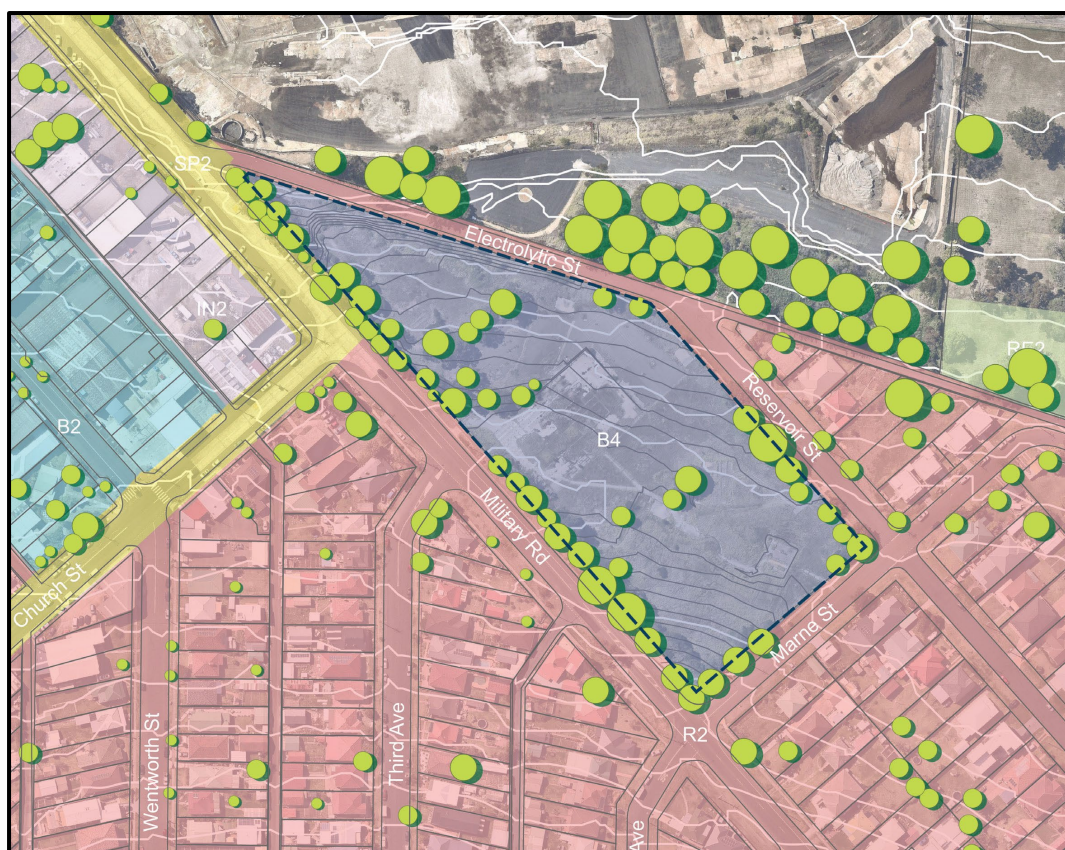 SP2
Electrolytic St
IN2
RE2
Reservoir St
B2
B4
Military Rd
Church St
Marne St
R2
Third Ave
Wentworth St
Ave